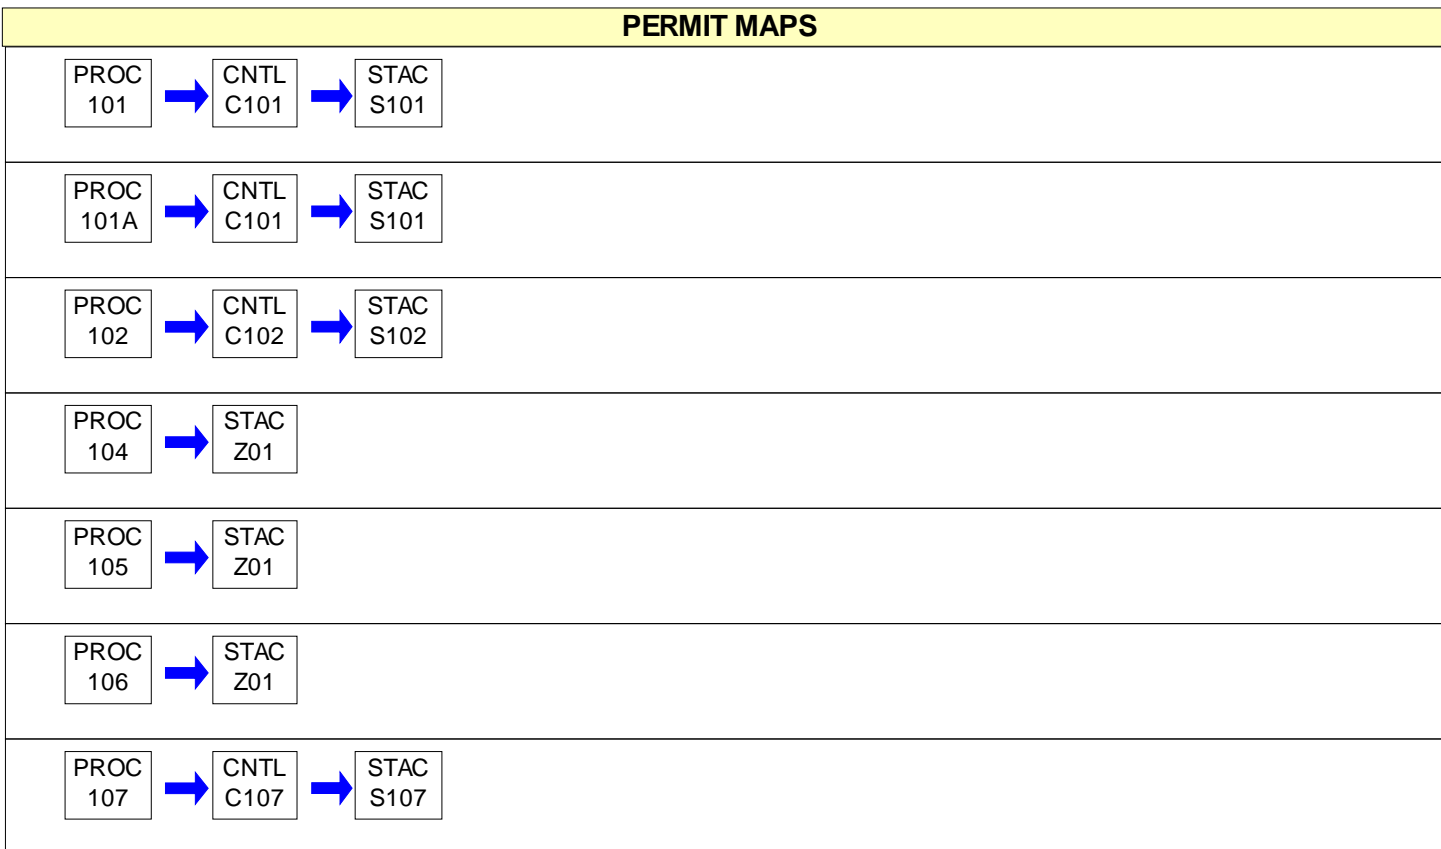 PERMIT MAPS
PROC CNTL STAC
101 C101 S101
PROC CNTL STAC
101A C101 S101
PROC CNTL STAC
102 C102 S102
PROC STAC
104 Z01
PROC STAC
105 Z01
PROC STAC
106 Z01
PROC CNTL STAC
107 C107 S107